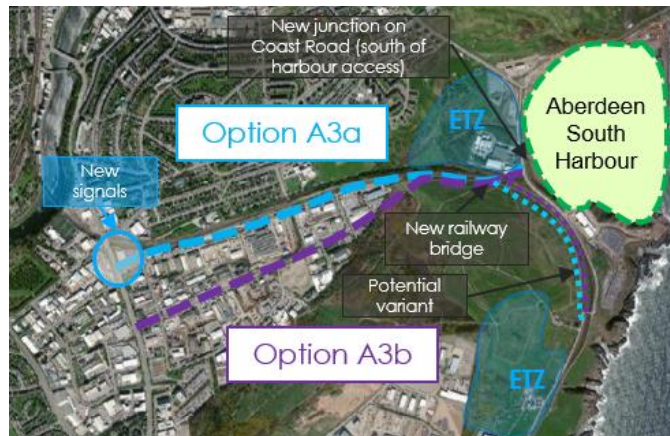 New junction on
Coast Road (south of
harbour access)
Aberdeen
South
Harbour
ETZ
Option A3a
New
signals
New railway
bridge
Potential
variant
Option A3b
ETZ